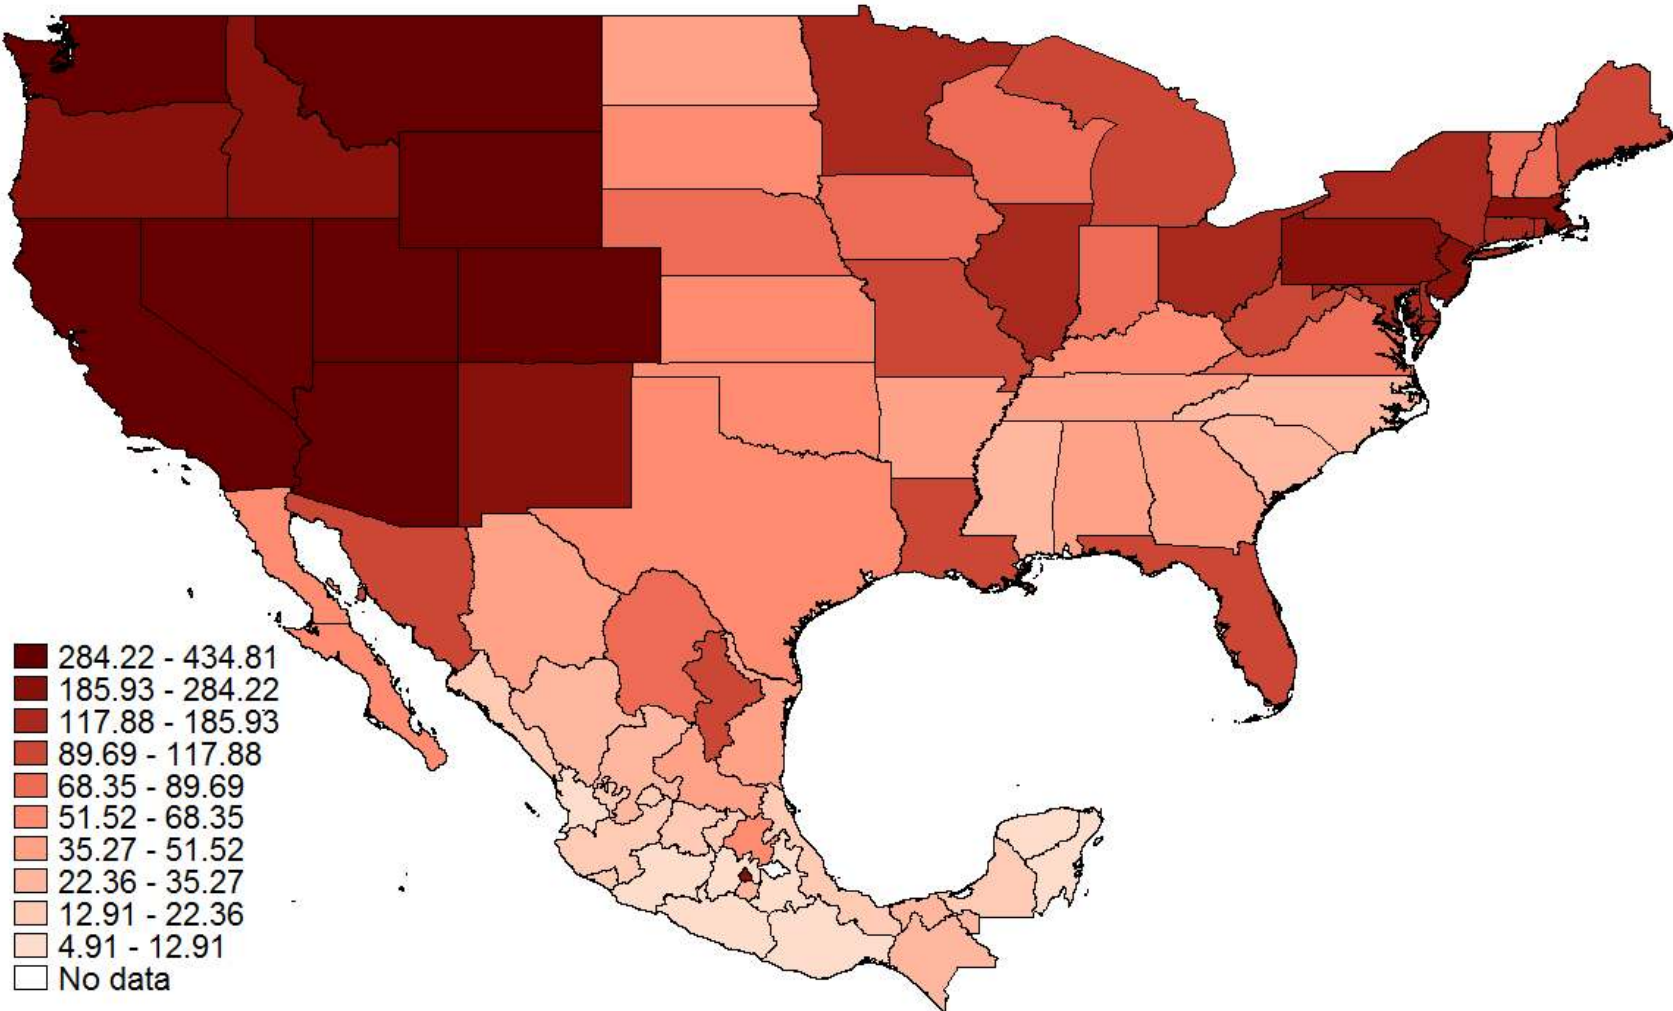 284.22 - 434.81
185.93 - 284.22
117.88 - 185.93
89.69 - 117.88
68.35 - 89.69
51.52 - 68.35
35.27 - 51.52
22.36 - 35.27
12.91 - 22.36
4.91 - 12.91
No data